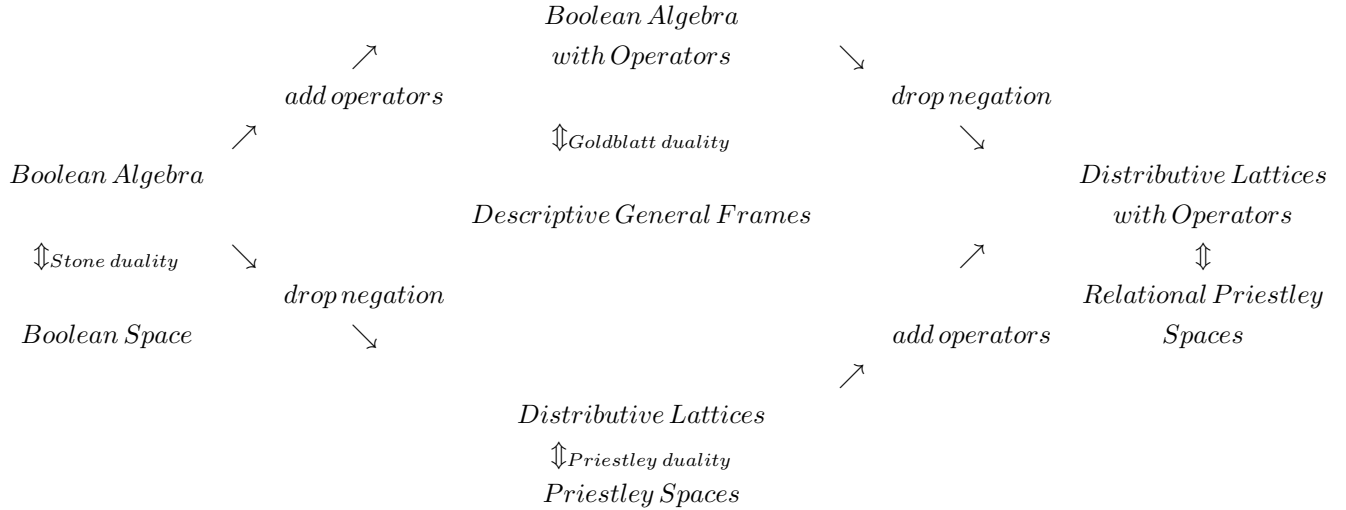 Boolean Algebra
with Operators
add operators
drop negation
⇕Goldblatt duality
Boolean Algebra
Distributive Lattices
Descriptive General Frames
with Operators
⇕Stone duality
⇕
drop negation
Relational Priestley
Boolean Space
add operators
Spaces
Distributive Lattices
⇕Priestley duality
Priestley Spaces